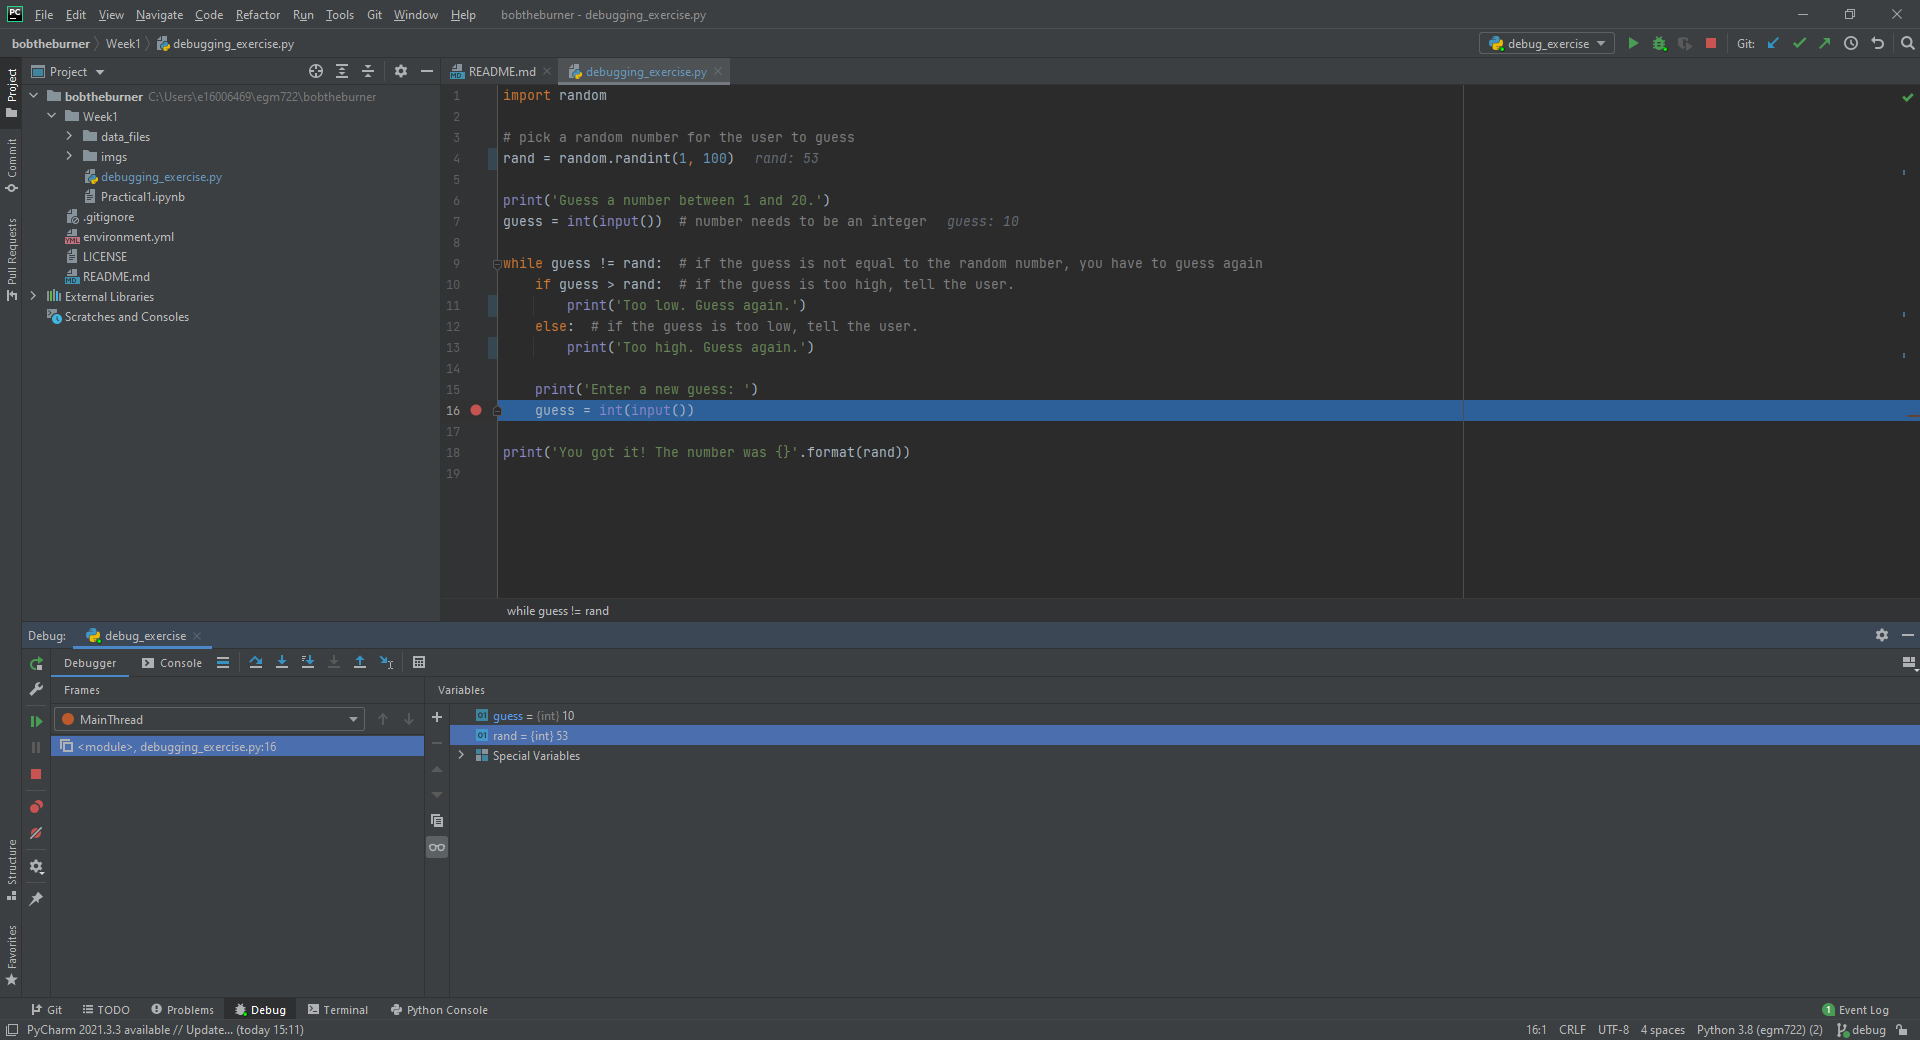 PC File Edit View Navigate Code Refactor Run Tools Git Window Help bobtheburner - debugging_exercise.py
bobtheburner Week1 debugging_exercise.py debug_exercise Git:
Project
Commit
Pull Requests
Structure
Favorites
Project
bobtheburner C:\Users\e16006469\egm722\bobtheburner
Week1
data_files
imgs
debugging_exercise.py
Practical1.ipynb
.gitignore
environment.yml
LICENSE
README.md
External Libraries
Scratches and Consoles
README.md debugging_exercise.py
1 import random
2
3 # pick a random number for the user to guess
4 rand = random.randint(1, 100) rand: 53
5
6 print('Guess a number between 1 and 20.')
7 guess = int(input()) # number needs to be an integer guess: 10
8
9 while guess != rand: # if the guess is not equal to the random number, you have to guess again
10 if guess > rand: # if the guess is too high, tell the user.
11 print('Too low. Guess again.')
12 else: # if the guess is too low, tell the user.
13 print('Too high. Guess again.')
14
15 print('Enter a new guess: ')
16 guess = int(input())
17
18 print('You got it! The number was {}'.format(rand))
19
while guess != rand
Debug: debug_exercise
Debugger Console
Frames
MainThread
<module>, debugging_exercise.py:16
Variables
guess = {int} 10
rand = {int} 53
Special Variables
Git TODO Problems Debug Terminal Python Console 1 Event Log
PyCharm 2021.3.3 available // Update... (today 15:11) 16:1 CRLF UTF-8 4 spaces Python 3.8 (egm722) (2) debug